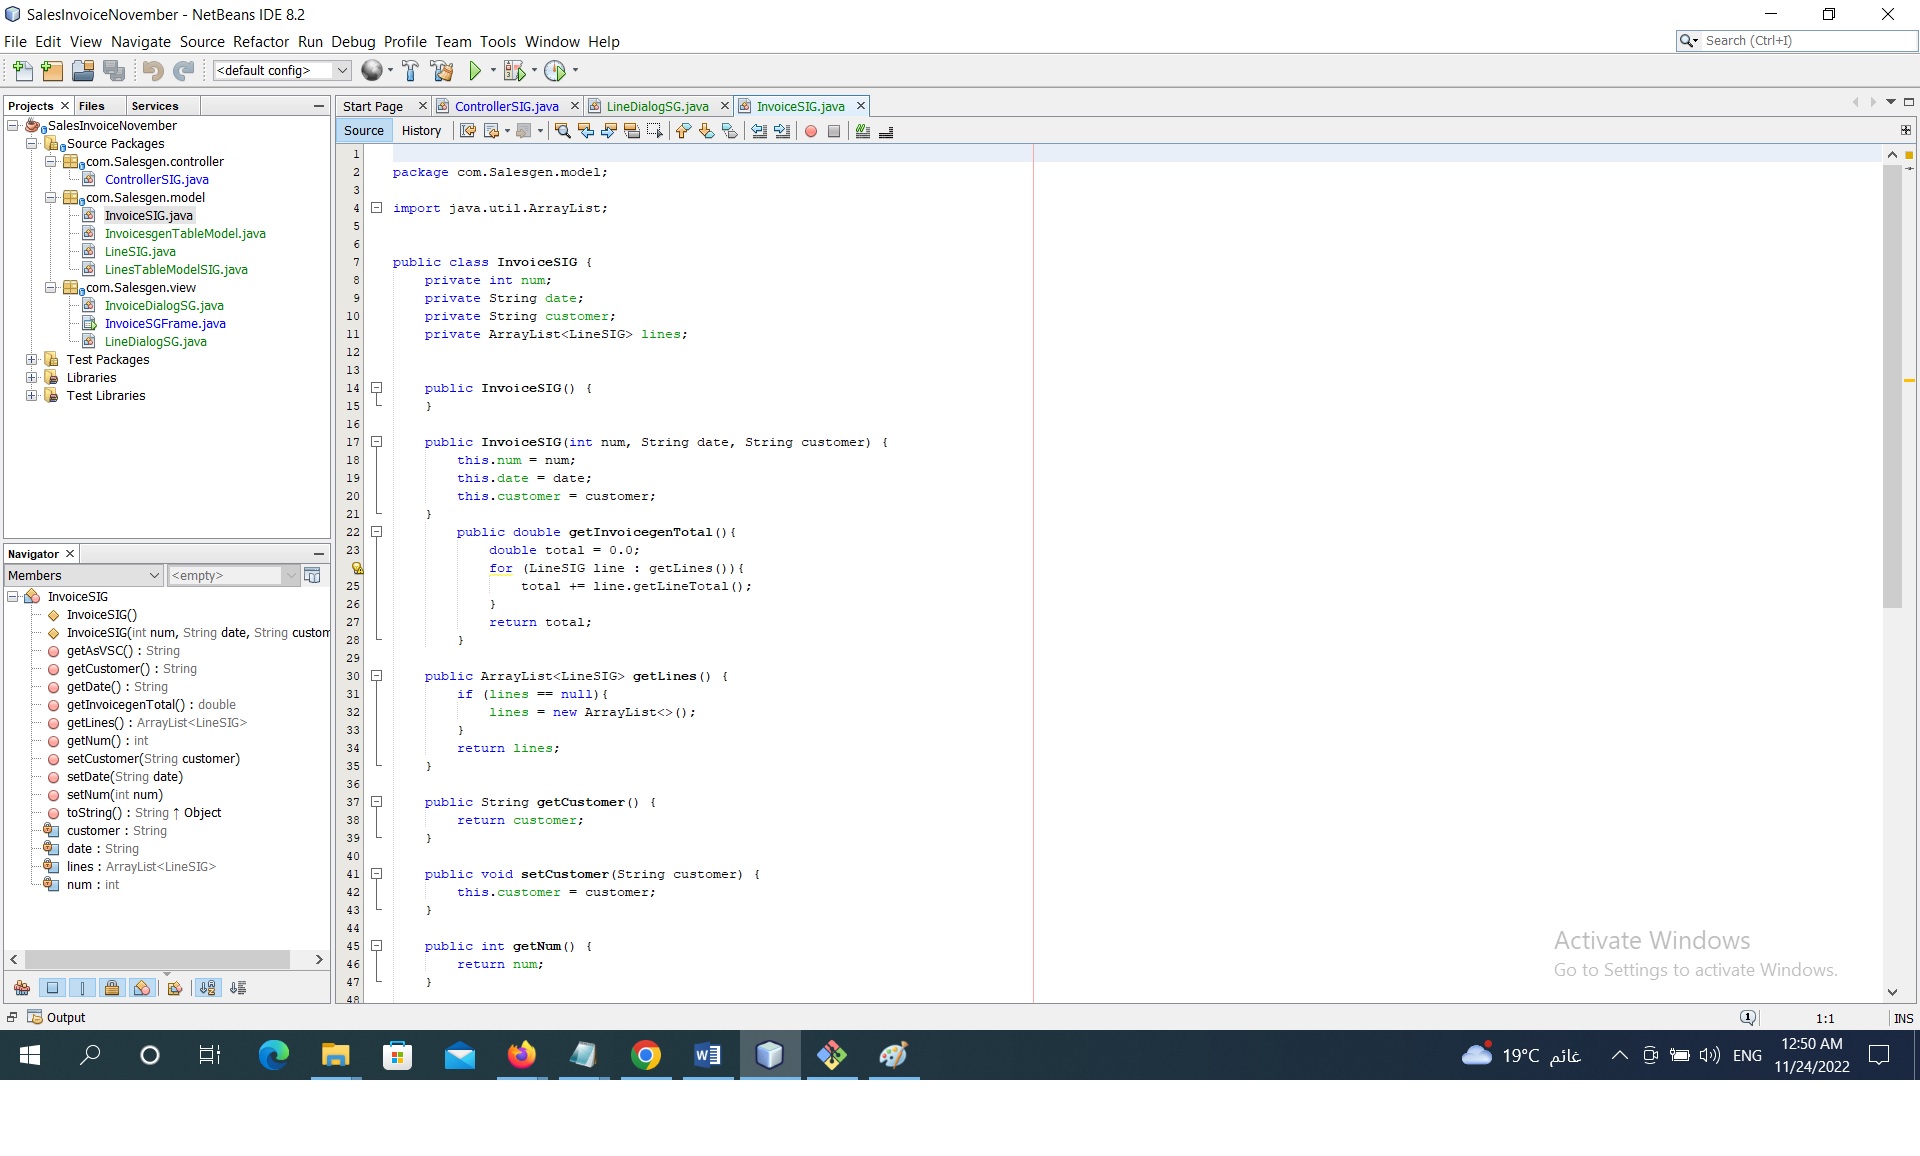 SalesInvoiceNovember - NetBeans IDE 8.2
File Edit View Navigate Source Refactor Run Debug Profile Team Tools Window Help
Search (Ctrl+I)
<default config>
Projects Files Services
SalesInvoiceNovember
Source Packages
com.Salesgen.controller
ControllerSIG.java
com.Salesgen.model
InvoiceSIG.java
InvoicesgenTableModel.java
LineSIG.java
LinesTableModelSIG.java
com.Salesgen.view
InvoiceDialogSG.java
InvoiceSGFrame.java
LineDialogSG.java
Test Packages
Libraries
Test Libraries
Navigator
Members <empty>
InvoiceSIG
InvoiceSIG()
InvoiceSIG(int num, String date, String custom
getAsVSC() : String
getCustomer() : String
getDate() : String
getInvoicegenTotal() : double
getLines() : ArrayList<LineSIG>
getNum() : int
setCustomer(String customer)
setDate(String date)
setNum(int num)
toString() : String ↑ Object
customer : String
date : String
lines : ArrayList<LineSIG>
num : int
Start Page ControllerSIG.java LineDialogSG.java InvoiceSIG.java
Source History
1
2 package com.Salesgen.model;
3
4 import java.util.ArrayList;
5
6
7 public class InvoiceSIG {
8 private int num;
9 private String date;
10 private String customer;
11 private ArrayList<LineSIG> lines;
12
13
14 public InvoiceSIG() {
15 }
16
17 public InvoiceSIG(int num, String date, String customer) {
18 this.num = num;
19 this.date = date;
20 this.customer = customer;
21 }
22 public double getInvoicegenTotal(){
23 double total = 0.0;
for (LineSIG line : getLines()){
25 total += line.getLineTotal();
26 }
27 return total;
28 }
29
30 public ArrayList<LineSIG> getLines() {
31 if (lines == null){
32 lines = new ArrayList<>();
33 }
34 return lines;
35 }
36
37 public String getCustomer() {
38 return customer;
39 }
40
41 public void setCustomer(String customer) {
42 this.customer = customer;
43 }
44
45 public int getNum() {
46 return num;
47 }
48
Activate Windows
Go to Settings to activate Windows.
Output
1:1 INS
19°C غائم
ENG
12:50 AM
11/24/2022